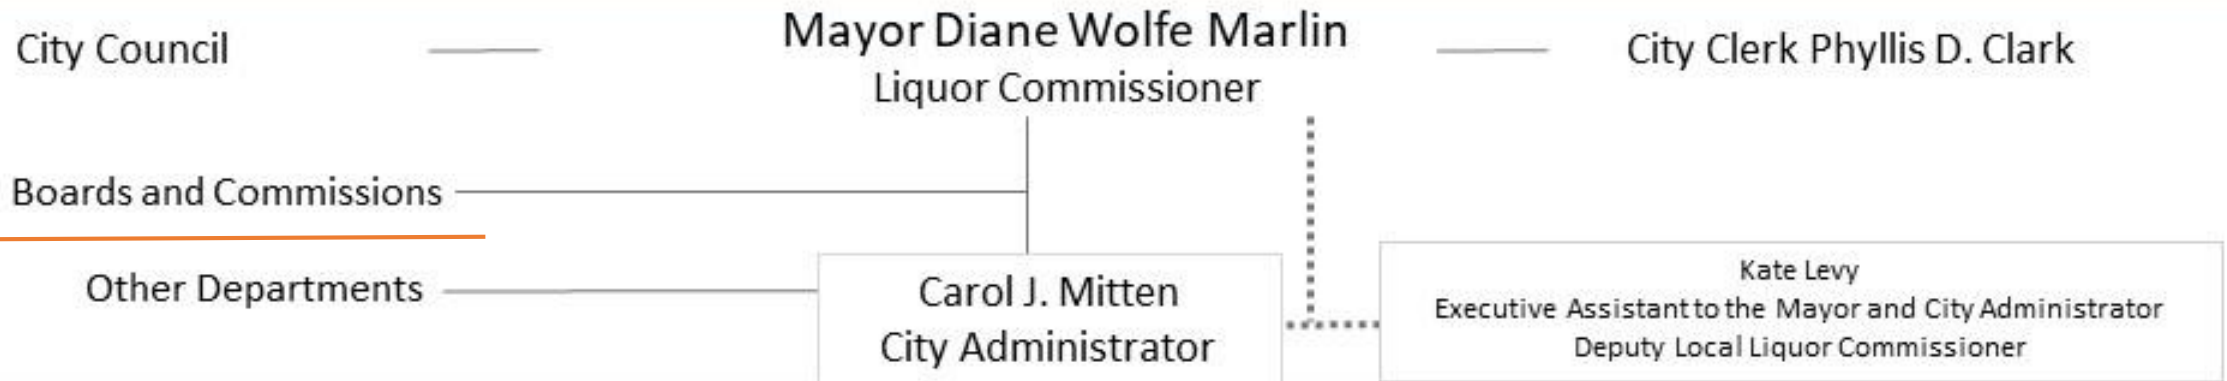 City Council
Mayor Diane Wolfe Marlin
Liquor Commissioner
City Clerk Phyllis D. Clark
Boards and Commissions
Other Departments
Carol J. Mitten
City Administrator
Kate Levy
Executive Assistant to the Mayor and City Administrator
Deputy Local Liquor Commissioner